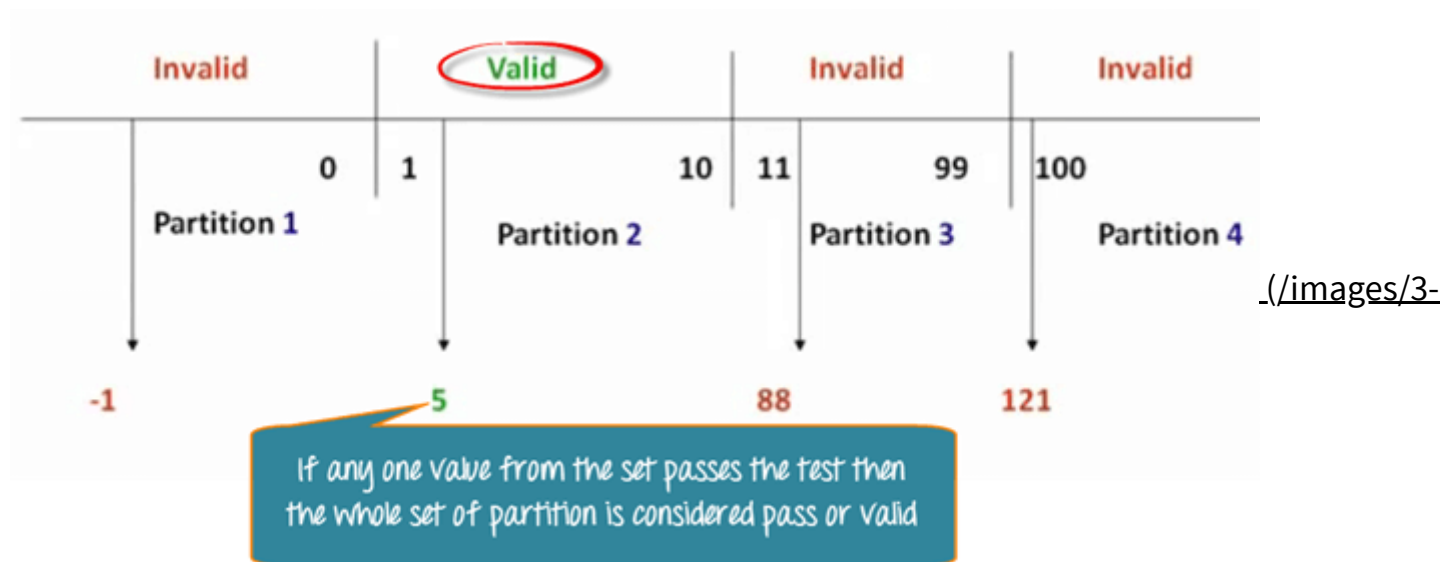 Invalid Valid Invalid Invalid
0 1 10 11 99 100
Partition 1 Partition 2 Partition 3 Partition 4
(/images/3-
-1 5 88 121
If any one value from the set passes the test then
the whole set of partition is considered pass or valid